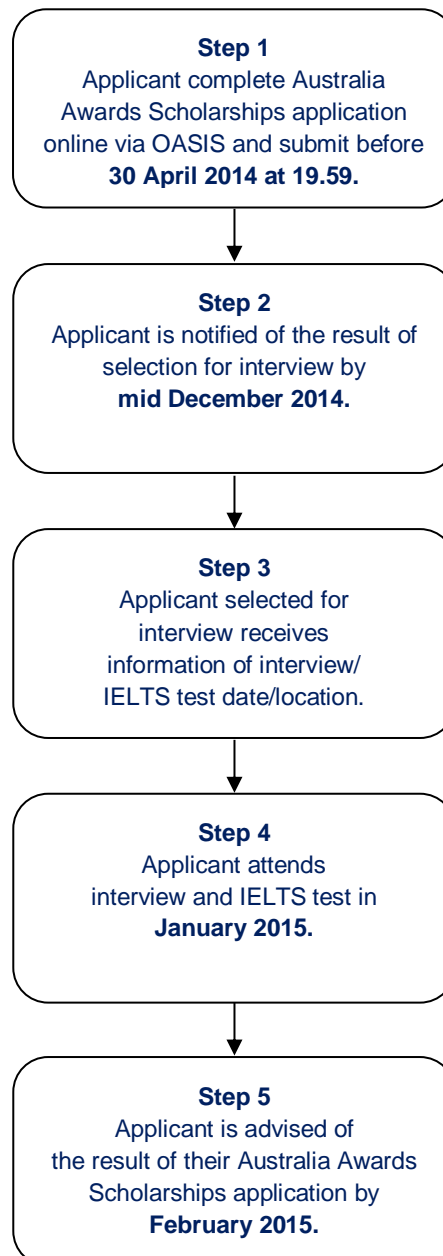 Step 1
Applicant complete Australia
Awards Scholarships application
online via OASIS and submit before
30 April 2014 at 19.59.
Step 2
Applicant is notified of the result of
selection for interview by
mid December 2014.
Step 3
Applicant selected for
interview receives
information of interview/
IELTS test date/location.
Step 4
Applicant attends
interview and IELTS test in
January 2015.
Step 5
Applicant is advised of
the result of their Australia Awards
Scholarships application by
February 2015.